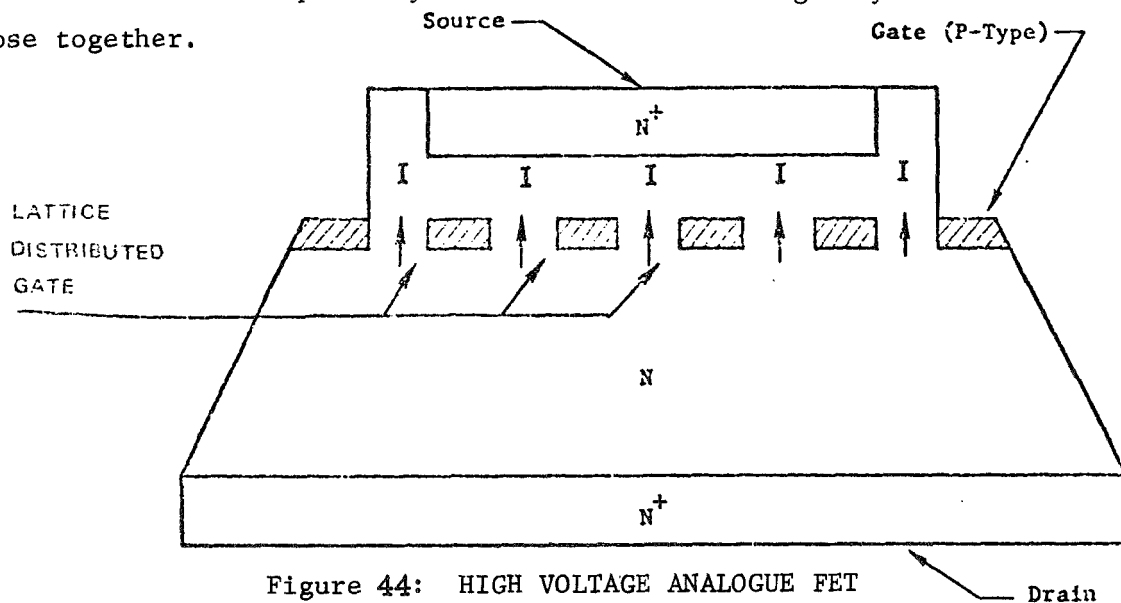 Source
ose together.
Gate (P-Type)
N+
I I I I I
LATTICE
DISTRIBUTED
GATE
N
N+
Figure 44: HIGH VOLTAGE ANALOGUE FET
Drain